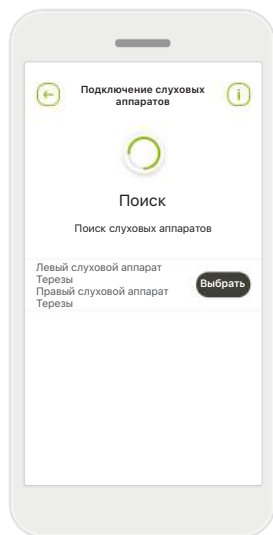 Подключение слуховых
аппаратов
Поиск
Поиск слуховых аппаратов
Левый слуховой аппарат
Терезы
Правый слуховой аппарат
Терезы
Выбрать